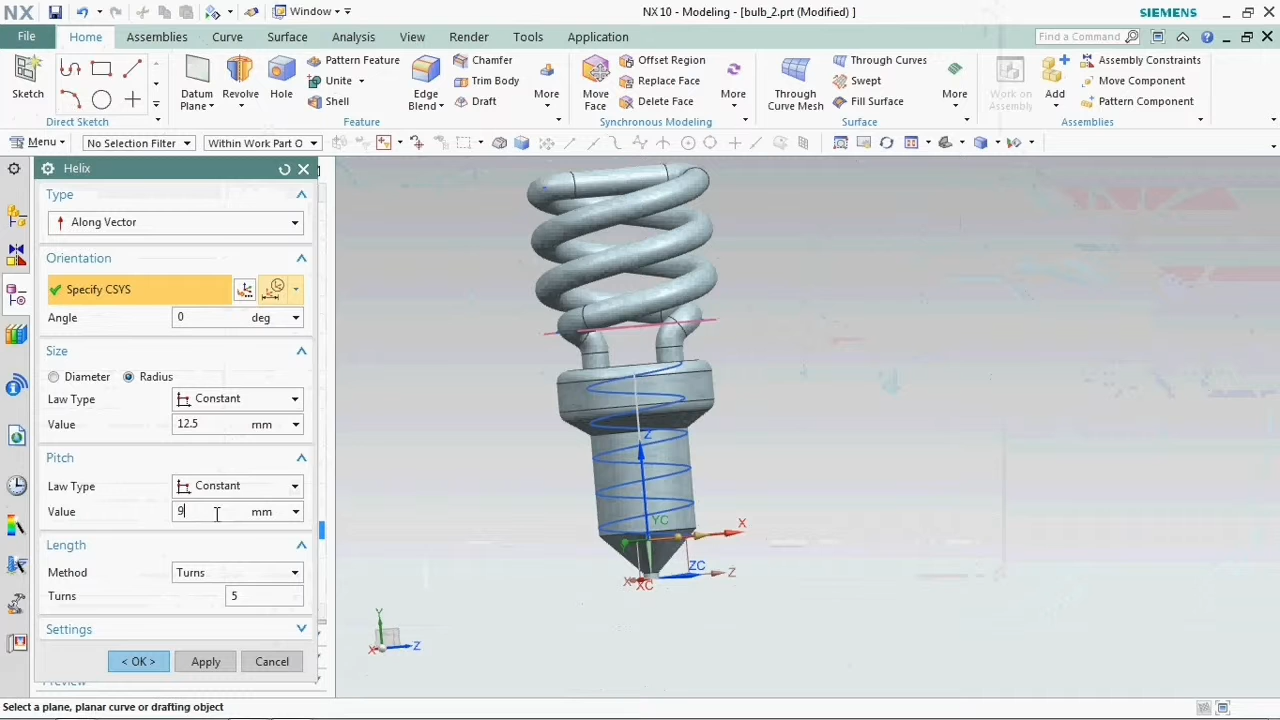 NX
Window
NX 10 - Modeling - [bulb_2.prt (Modified) ]
SIEMENS
File Home Assemblies Curve Surface Analysis View Render Tools Application
Find a Command
Sketch
Direct Sketch
Datum Plane
Revolve
Hole
Pattern Feature
Unite
Shell
Edge Blend
Chamfer
Trim Body
Draft
More
Feature
Move Face
Offset Region
Replace Face
Delete Face
More
Synchronous Modeling
Through Curve Mesh
Through Curves
Swept
Fill Surface
More
Surface
Work on Assembly
Add
Assembly Constraints
Move Component
Pattern Component
Assemblies
Menu
No Selection Filter
Within Work Part O
Helix
Type
Along Vector
Orientation
Specify CSYS
Angle 0 deg
Size
Diameter Radius
Law Type Constant
Value 12.5 mm
Pitch
Law Type Constant
Value 9 mm
Length
Method Turns
Turns 5
Settings
< OK > Apply Cancel
Preview
Z
YC
X
ZC
Z
X
XC
Y
Z
X
Select a plane, planar curve or drafting object